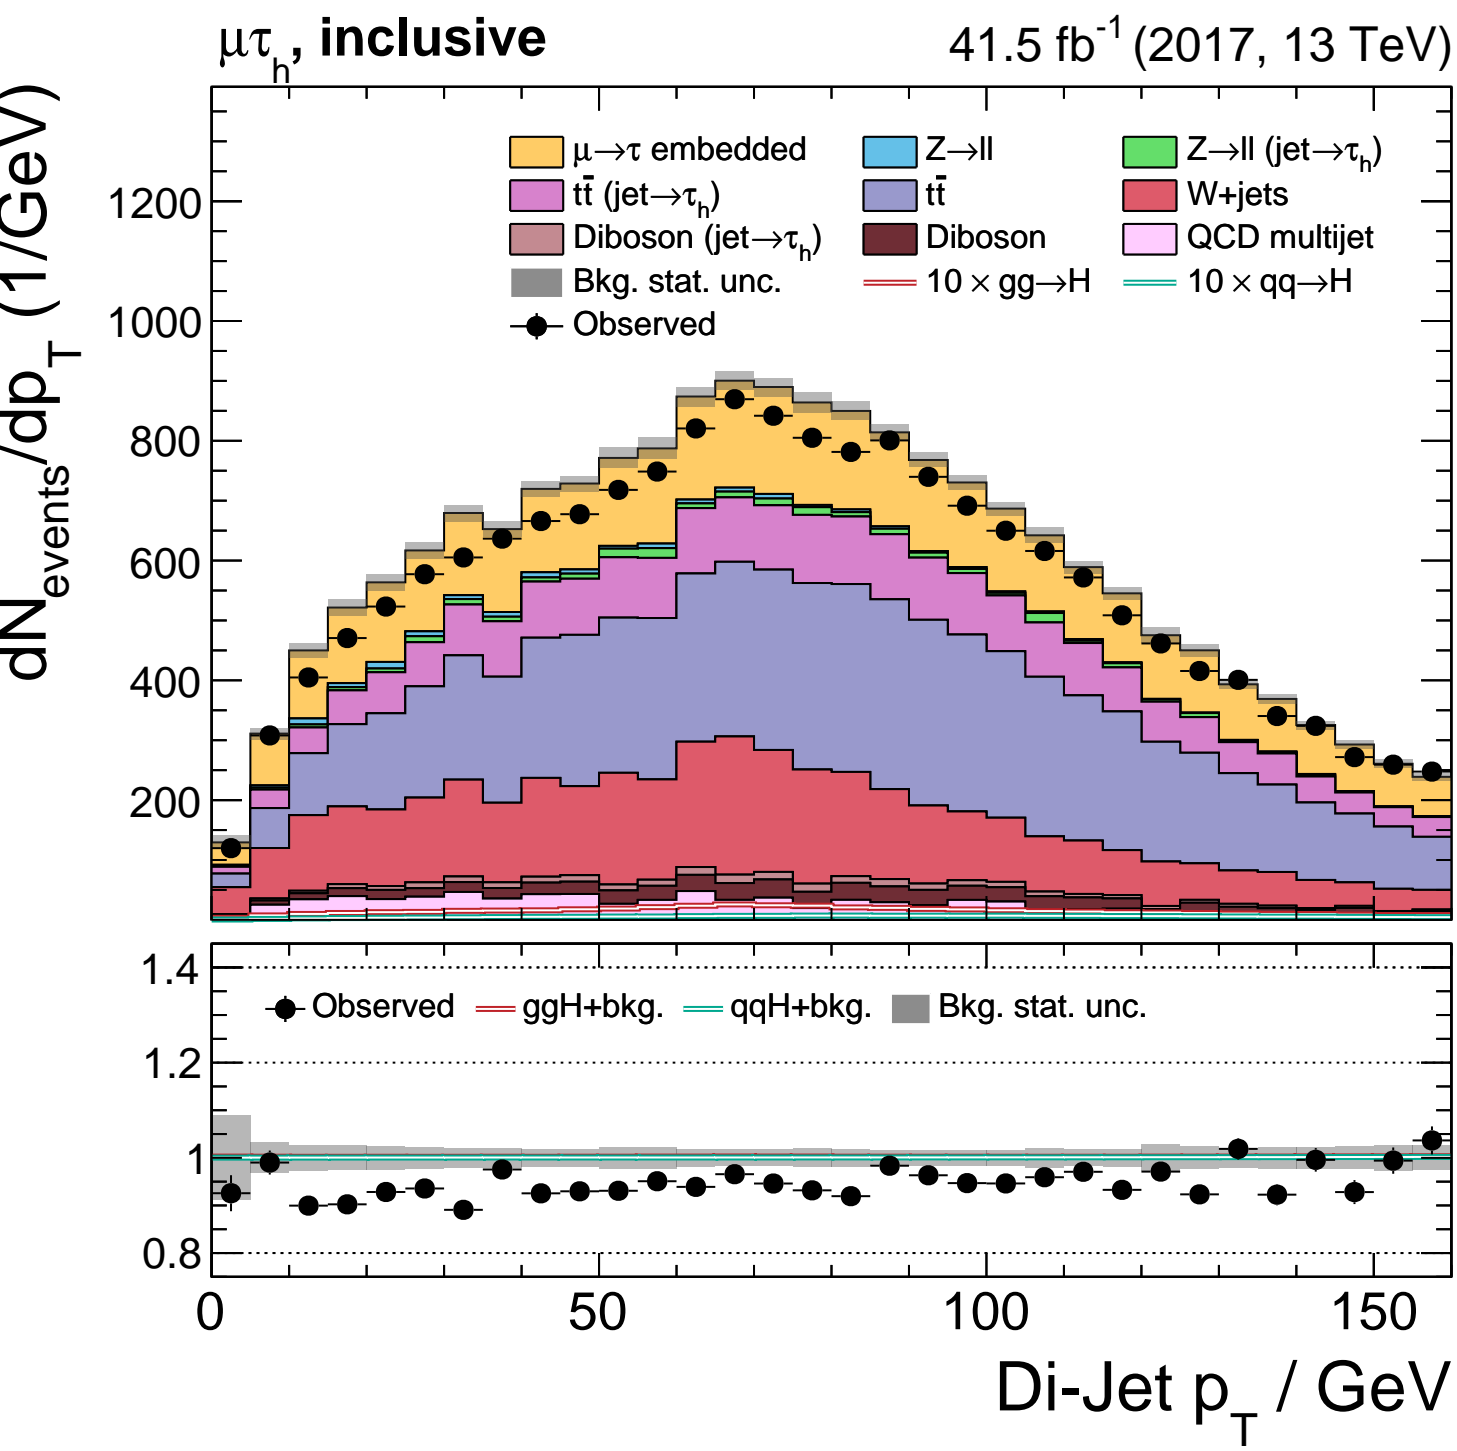 μτh, inclusive
41.5 fb-1 (2017, 13 TeV)
dNevents/dpT (1/GeV)
μ→τ embedded
Z→ll
Z→ll (jet→τh)
tt̄ (jet→τh)
tt̄
W+jets
Diboson (jet→τh)
Diboson
QCD multijet
Bkg. stat. unc.
10 × gg→H
10 × qq→H
Observed
1200
1000
800
600
400
200
Observed
ggH+bkg.
qqH+bkg.
Bkg. stat. unc.
1.4
1.2
1
0.8
0
50
100
150
Di-Jet pT / GeV